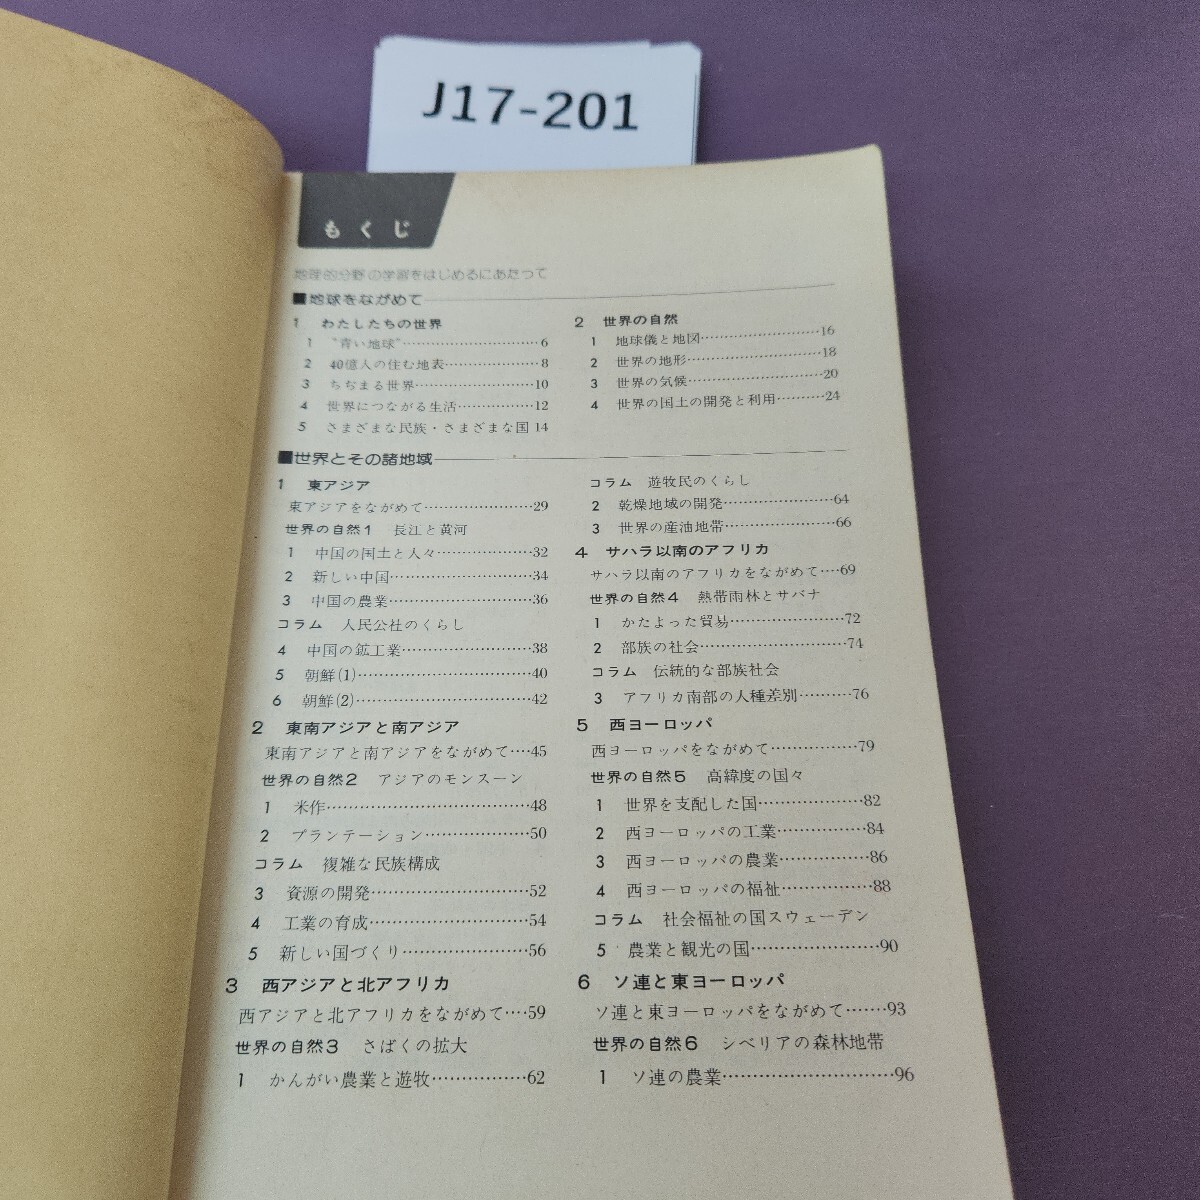 J17-201
もくじ
地理的分野の学習をはじめるにあたって
■地球をながめて
1 わたしたちの世界
1 “青い地球”…………………………6
2 40億人の住む地表…………………8
3 ちぢまる世界………………………10
4 世界につながる生活……………12
5 さまざまな民族・さまざまな国 14
2 世界の自然
1 地球儀と地図………………………16
2 世界の地形…………………………18
3 世界の気候…………………………20
4 世界の国土の開発と利用………24
■世界とその諸地域
1 東アジア
東アジアをながめて…………………29
世界の自然1 長江と黄河
1 中国の国土と人々………………32
2 新しい中国………………………34
3 中国の農業………………………36
コラム 人民公社のくらし
4 中国の鉱工業……………………38
5 朝鮮(1)……………………………40
6 朝鮮(2)……………………………42
2 東南アジアと南アジア
東南アジアと南アジアをながめて…45
世界の自然2 アジアのモンスーン
1 米作………………………………48
2 プランテーション………………50
コラム 複雑な民族構成
3 資源の開発………………………52
4 工業の育成………………………54
5 新しい国づくり…………………56
3 西アジアと北アフリカ
西アジアと北アフリカをながめて…59
世界の自然3 さばくの拡大
1 かんがい農業と遊牧……………62
コラム 遊牧民のくらし
2 乾燥地域の開発…………………64
3 世界の産油地帯…………………66
4 サハラ以南のアフリカ
サハラ以南のアフリカをながめて…69
世界の自然4 熱帯雨林とサバナ
1 かたよった貿易…………………72
2 部族の社会………………………74
コラム 伝統的な部族社会
3 アフリカ南部の人種差別………76
5 西ヨーロッパ
西ヨーロッパをながめて……………79
世界の自然5 高緯度の国々
1 世界を支配した国………………82
2 西ヨーロッパの工業……………84
3 西ヨーロッパの農業……………86
4 西ヨーロッパの福祉……………88
コラム 社会福祉の国スウェーデン
5 農業と観光の国…………………90
6 ソ連と東ヨーロッパ
ソ連と東ヨーロッパをながめて……93
世界の自然6 シベリアの森林地帯
1 ソ連の農業………………………96